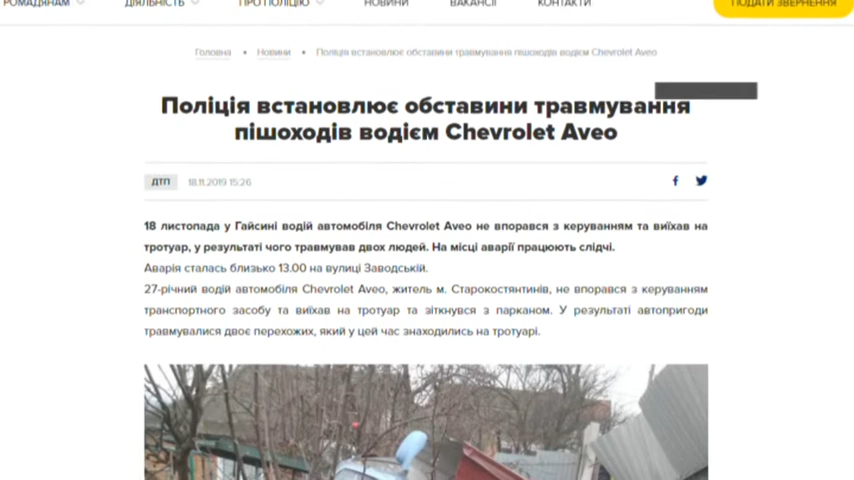 РОМАДЯНАМ ДІЯЛЬНІСТЬ ПРО ПОЛІЦІЮ НОВИНИ ВАКАНСІЇ КОНТАКТИ ПОДАТИ ЗВЕРНЕННЯ
Головна • Новини • Поліція встановлює обставини травмування пішоходів водієм Chevrolet Aveo
Поліція встановлює обставини травмування
пішоходів водієм Chevrolet Aveo
ДТП 18.11.2019 15:26
18 листопада у Гайсині водій автомобіля Chevrolet Aveo не впорався з керуванням та виїхав на
тротуар, у результаті чого травмував двох людей. На місці аварії працюють слідчі.
Аварія сталась близько 13.00 на вулиці Заводській.
27-річний водій автомобіля Chevrolet Aveo, житель м. Старокостянтинів, не впорався з керуванням
транспортного засобу та виїхав на тротуар та зіткнувся з парканом. У результаті автопригоди
травмувалися двоє перехожих, який у цей час знаходились на тротуарі.